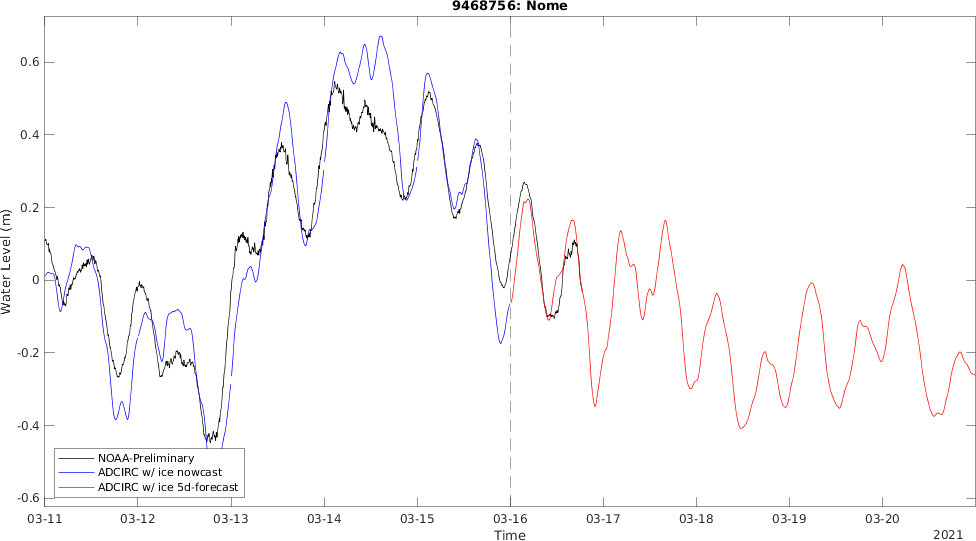 9468756: Nome
Water Level (m)
0.6
0.4
0.2
0
-0.2
-0.4
-0.6
NOAA-Preliminary
ADCIRC w/ ice nowcast
ADCIRC w/ ice 5d-forecast
03-11 03-12 03-13 03-14 03-15 03-16 03-17 03-18 03-19 03-20
Time
2021